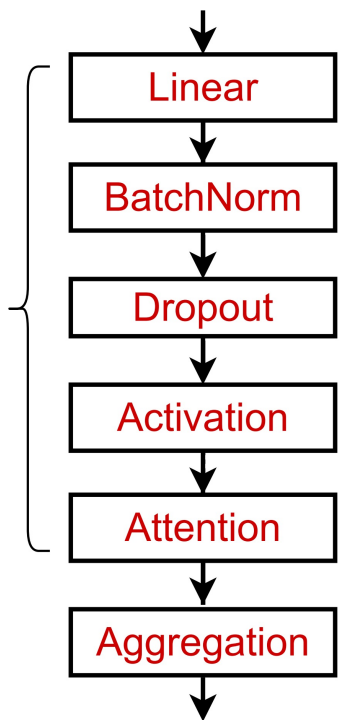 Linear
BatchNorm
Dropout
Activation
Attention
Aggregation